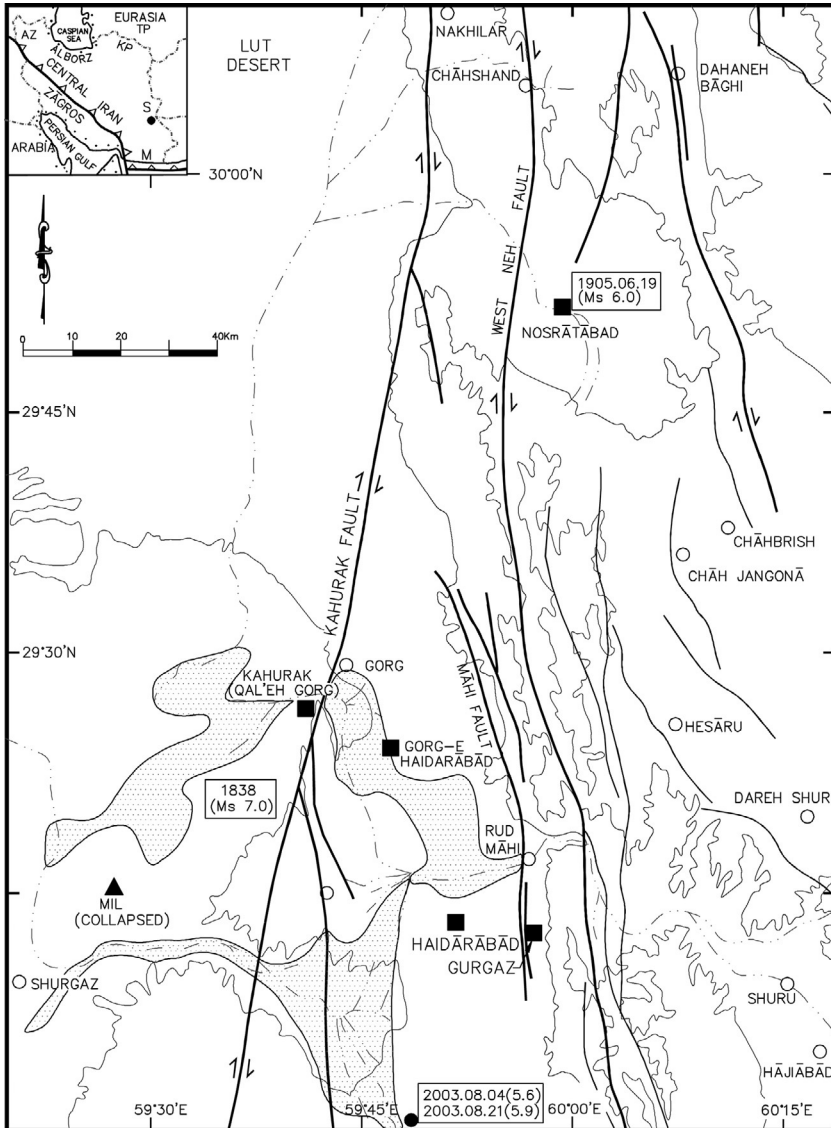 EURASIA
TP
AZ
CASPIAN
SEA
KP
ALBORZ
CENTRAL
IRAN
ZAGROS
S
PERSIAN GULF
ARABIA
M
LUT
DESERT
NAKHILAR
CHĀHSHAND
DAHANEH
BĀGHI
30°00'N
WEST NEH FAULT
1905.06.19
(Ms 6.0)
NOSRĀTĀBAD
0 10 20 40Km
29°45'N
KAHURAK FAULT
CHĀHBRISH
CHĀH JANGONĀ
29°30'N
GORG
KAHURAK
(QAL'EH GORG)
MĀHI FAULT
GORG-E
HAIDARĀBĀD
HESĀRU
1838
(Ms 7.0)
DAREH SHUR
RUD
MĀHI
MIL
(COLLAPSED)
HAIDĀRĀBĀD
GURGAZ
SHURGAZ
SHURU
HĀJIĀBĀD
2003.08.04(5.6)
2003.08.21(5.9)
59°30'E
59°45'E
60°00'E
60°15'E